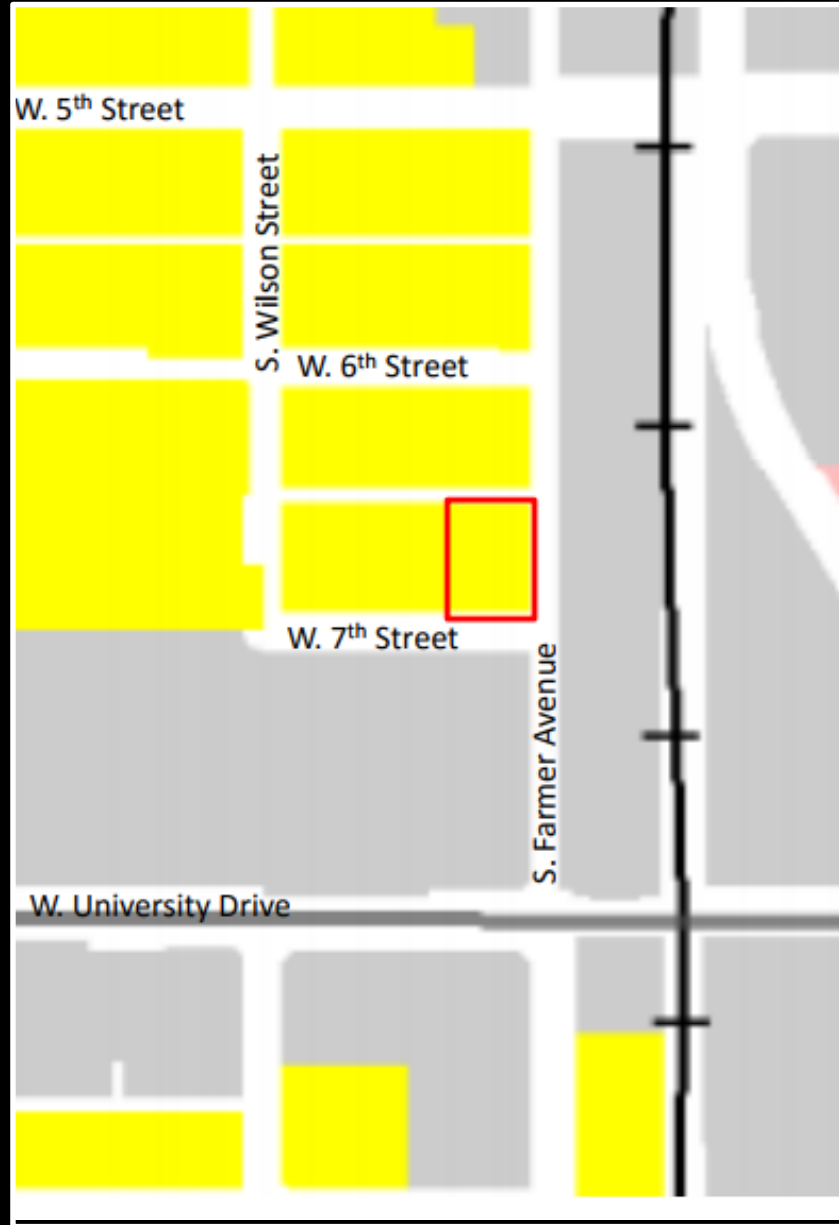 W. 5th Street
S. Wilson Street
W. 6th Street
W. 7th Street
S. Farmer Avenue
W. University Drive